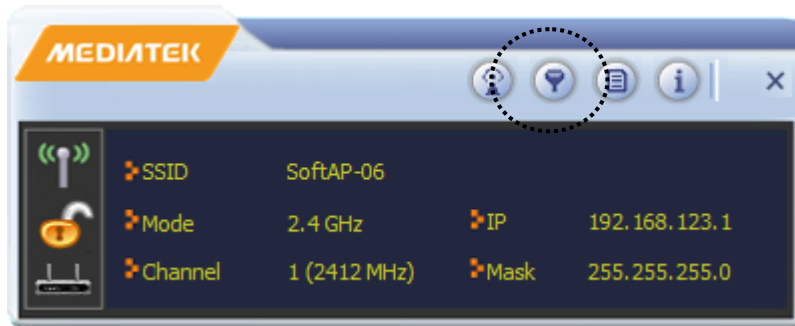 MEDIATEK
SSID SoftAP-06
Mode 2.4 GHz IP 192.168.123.1
Channel 1 (2412 MHz) Mask 255.255.255.0